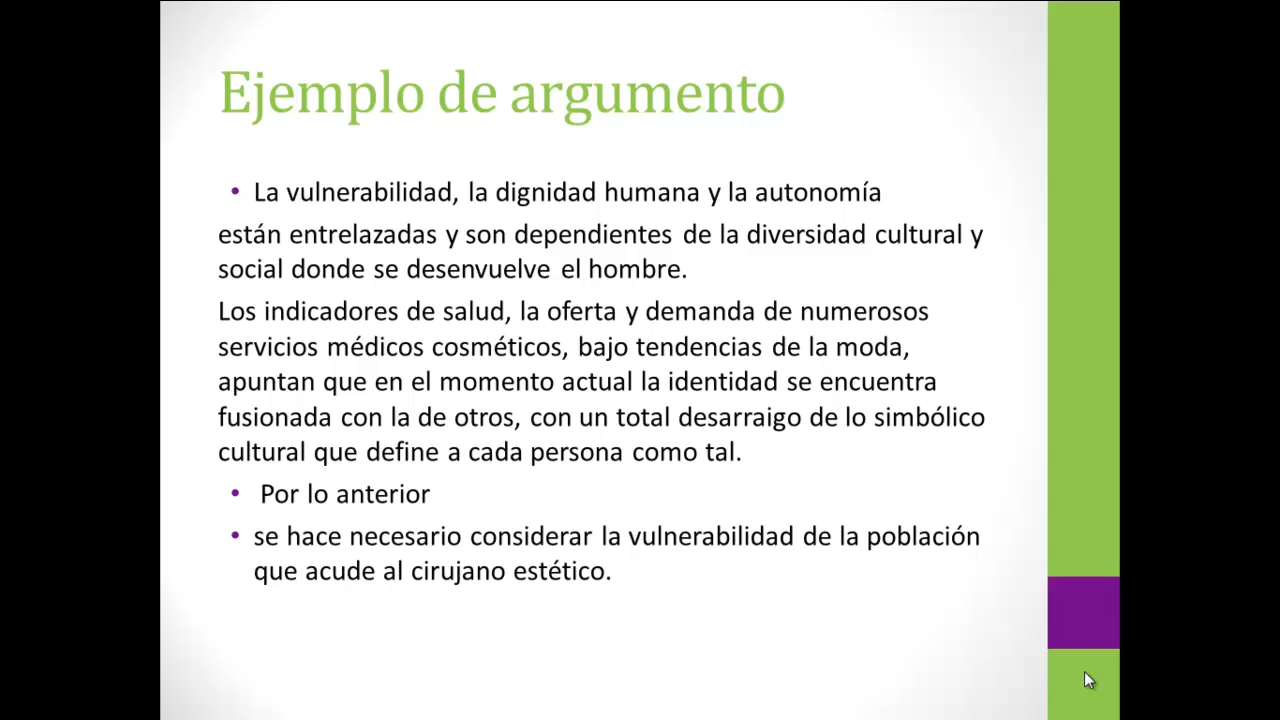 Ejemplo de argumento
• La vulnerabilidad, la dignidad humana y la autonomía
están entrelazadas y son dependientes de la diversidad cultural y
social donde se desenvuelve el hombre.
Los indicadores de salud, la oferta y demanda de numerosos
servicios médicos cosméticos, bajo tendencias de la moda,
apuntan que en el momento actual la identidad se encuentra
fusionada con la de otros, con un total desarraigo de lo simbólico
cultural que define a cada persona como tal.
• Por lo anterior
• se hace necesario considerar la vulnerabilidad de la población
que acude al cirujano estético.